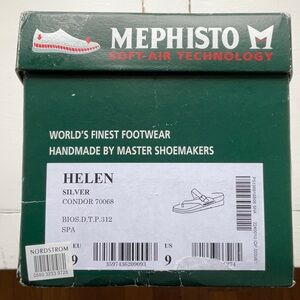 MEPHISTO M
SOFT-AIR TECHNOLOGY
WORLD'S FINEST FOOTWEAR
HANDMADE BY MASTER SHOEMAKERS
HELEN
SILVER
CONDOR 70068
BIOS.D,T.P.312
SPA
NORDSTROM
EU
US
9
9